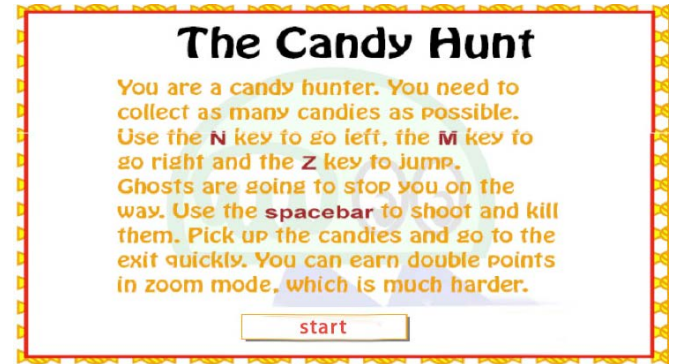 The Candy Hunt
You are a candy hunter. You need to
collect as many candies as possible.
Use the N key to go left, the M key to
go right and the Z key to jump.
Ghosts are going to stop you on the
way. Use the spacebar to shoot and kill
them. Pick up the candies and go to the
exit quickly. You can earn double points
in zoom mode, which is much harder.
start